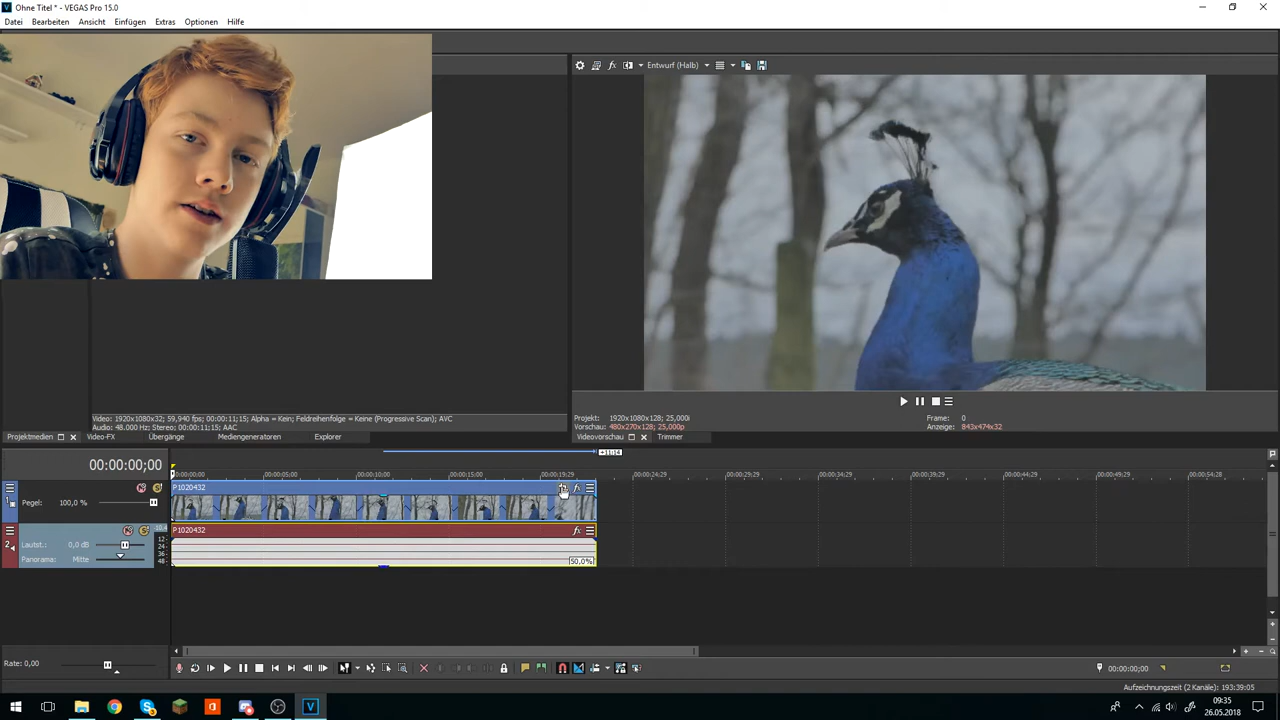 Ohne Titel * - VEGAS Pro 15.0
Datei Bearbeiten Ansicht Einfügen Extras Optionen Hilfe
Entwurf (Halb)
Video: 1920x1080x32; 59,940 fps; 00:00:11;15; Alpha = Kein; Feldreihenfolge = Keine (Progressive Scan); AVC
Audio: 48.000 Hz; Stereo; 00:00:11;15; AAC
Projekt: 1920x1080x128; 25,000i
Vorschau: 480x270x128; 25,000p
Frame: 0
Anzeige: 843x474x32
Projektmedien Video-FX Übergänge Mediengeneratoren Explorer
Videovorschau Trimmer
00:00:00;00
00:00:00;00 00:00:05;00 00:00:10;00 00:00:15;00 00:00:19;29 00:00:24;29 00:00:29;29 00:00:34;29 00:00:39;29 00:00:44;29 00:00:49;29 00:00:54;28
1 Pegel: 100,0 %
P1020432
2
Lautst.: 0,0 dB
Panorama: Mitte
12
24
36
48
P1020432
50,0%
Rate: 0,00
00:00:00;00
Aufzeichnungszeit (2 Kanäle): 193:39:05
09:35
26.05.2018